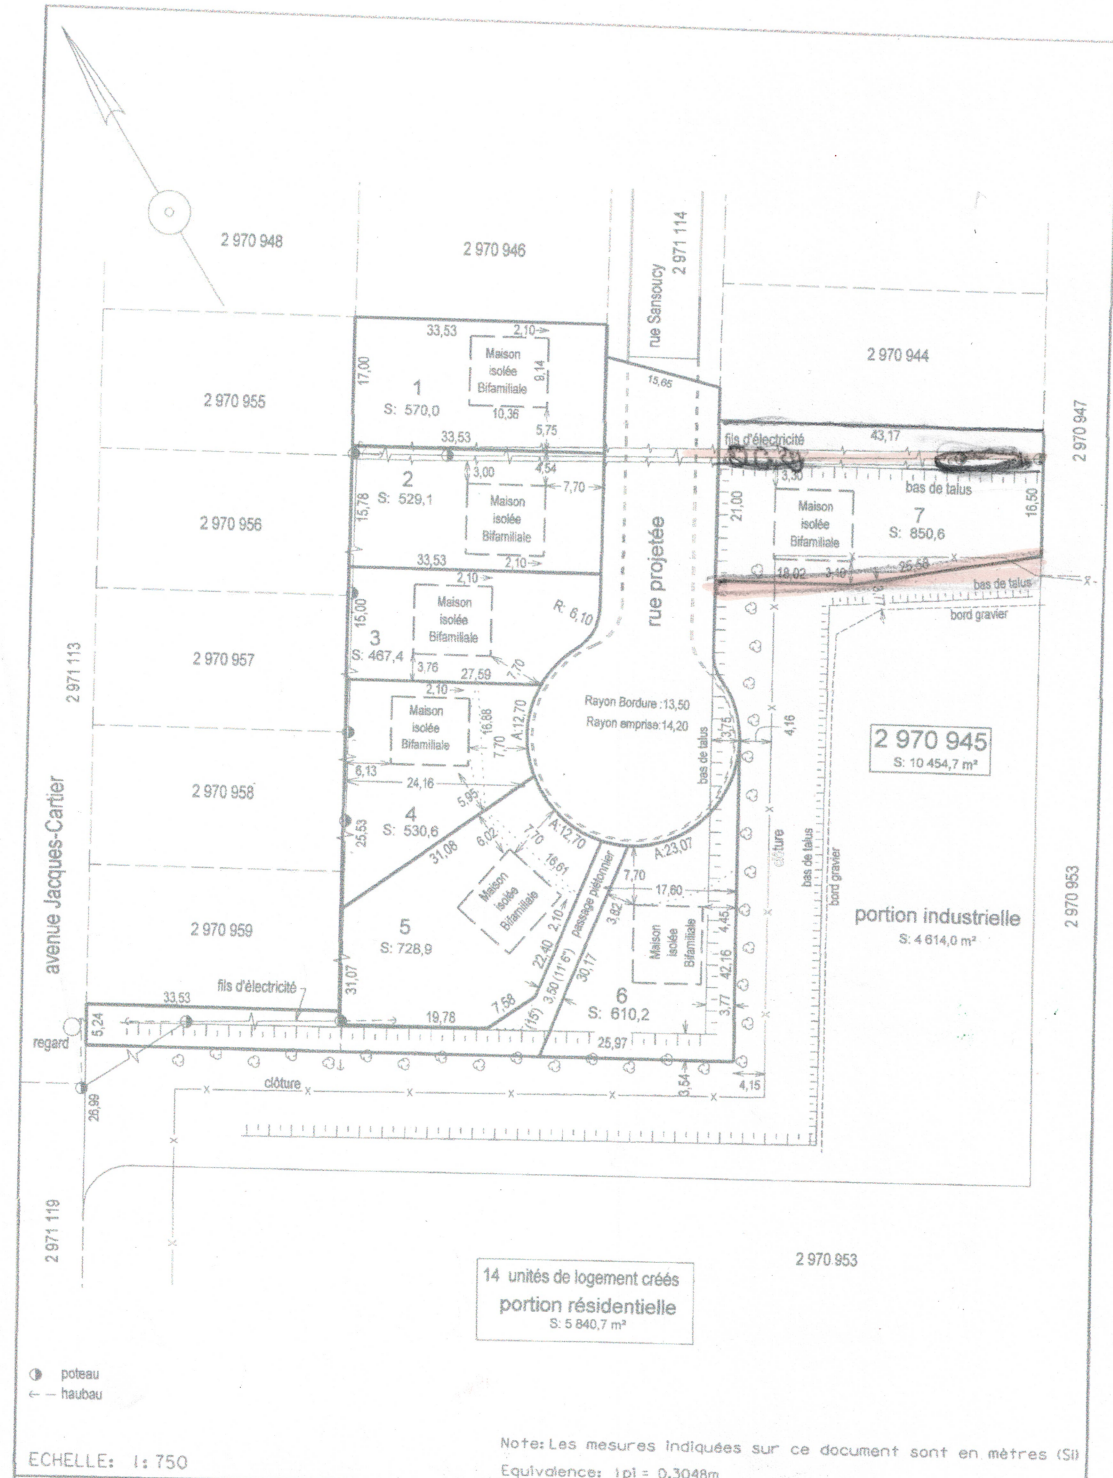 2 970 948
2 970 946
rue Sansoucy
2 971 114
2 970 944
2 970 947
33,53
2,10
Maison
isolée
Bifamiliale
9,14
10,36
17,00
1
S: 570,0
5,75
15,65
2 970 955
33,53
4,54
fils d'électricité
43,17
3,00
7,70
2
S: 529,1
15,78
Maison
isolée
Bifamiliale
2,10
33,53
2 970 956
21,00
3,30
bas de talus
Maison
isolée
Bifamiliale
7
S: 850,6
16,50
18,02
3,10
25,58
bas de talus
3,77
bord gravier
rue projetée
2,10
R: 6,10
15,00
Maison
isolée
Bifamiliale
3
S: 467,4
3,76
27,59
7,70
2 970 957
2 971 113
2,10
Maison
isolée
Bifamiliale
16,88
7,70
A:12,70
Rayon Bordure :13,50
Rayon emprise:14,20
3,75
4,16
bas de talus
2 970 945
S: 10 454,7 m²
6,13
24,16
5,95
2 970 958
4
S: 530,6
25,53
31,08
6,02
7,70
A:12,70
16,61
A:23,07
clôture
bas de talus
bord gravier
avenue Jacques-Cartier
2 970 953
Maison
isolée
Bifamiliale
2,10
passage piétonnier
7,70
17,60
3,82
4,45
Maison
isolée
Bifamiliale
portion industrielle
S: 4 614,0 m²
2 970 959
5
S: 728,9
22,40
3,50 (11'6")
30,17
42,16
3,77
31,07
7,58
(15')
6
S: 610,2
33,53
fils d'électricité
19,78
25,97
5,24
regard
clôture
3,54
4,15
26,99
2 971 119
2 970 953
14 unités de logement créés
portion résidentielle
S: 5 840,7 m²
poteau
haubau
ECHELLE: 1: 750
Note: Les mesures indiquées sur ce document sont en mètres (SI)
Equivalence: 1pi = 0,3048m